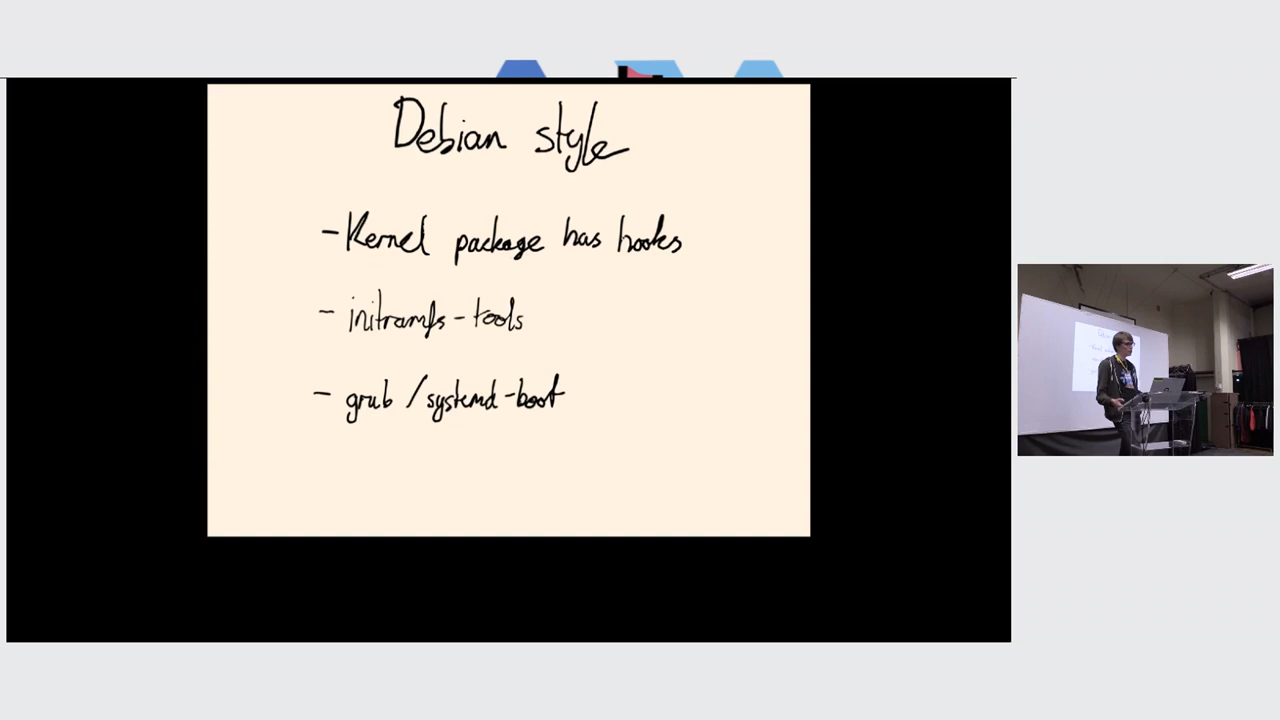 Debian style
- Kernel package has hooks
- initramfs-tools
- grub / systemd-boot